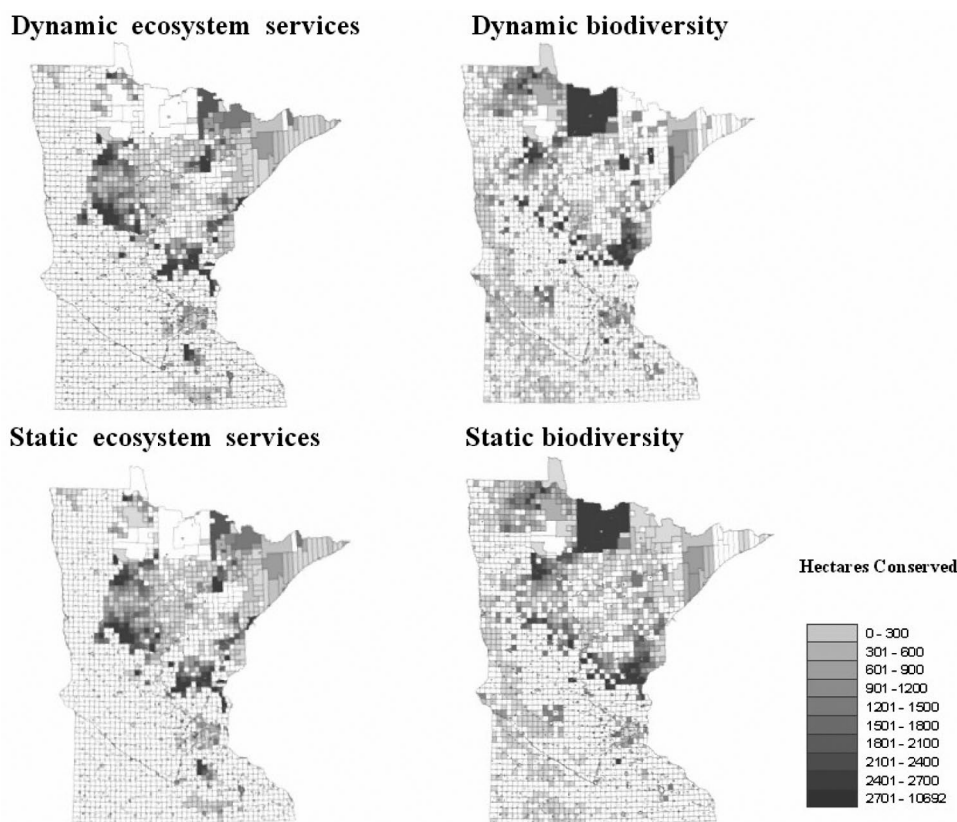 Dynamic ecosystem services
Dynamic biodiversity
Static ecosystem services
Static biodiversity
Hectares Conserved
0 - 300
301 - 600
601 - 900
901 - 1200
1201 - 1500
1501 - 1800
1801 - 2100
2101 - 2400
2401 - 2700
2701 - 10692